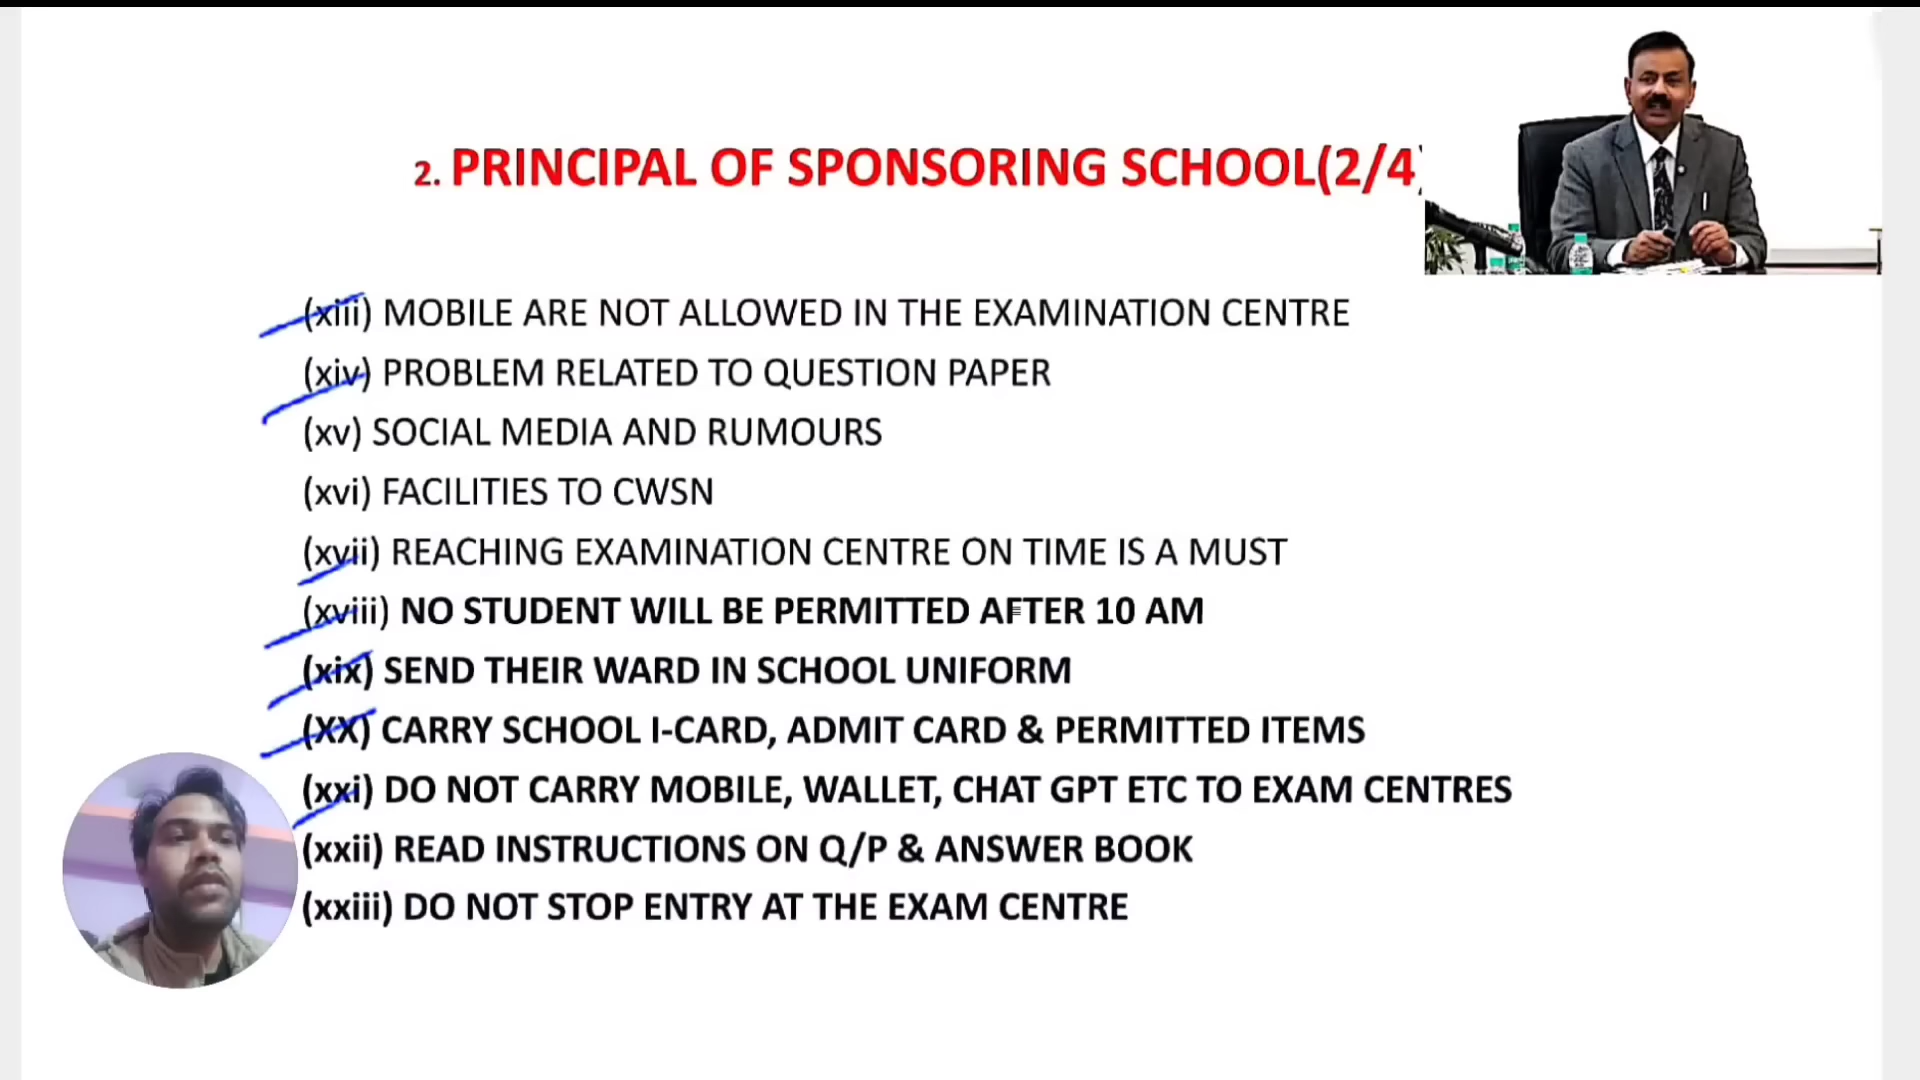 2. PRINCIPAL OF SPONSORING SCHOOL(2/4)
(xiii) MOBILE ARE NOT ALLOWED IN THE EXAMINATION CENTRE
(xiv) PROBLEM RELATED TO QUESTION PAPER
(xv) SOCIAL MEDIA AND RUMOURS
(xvi) FACILITIES TO CWSN
(xvii) REACHING EXAMINATION CENTRE ON TIME IS A MUST
(xviii) NO STUDENT WILL BE PERMITTED AFTER 10 AM
(xix) SEND THEIR WARD IN SCHOOL UNIFORM
(XX) CARRY SCHOOL I-CARD, ADMIT CARD & PERMITTED ITEMS
(xxi) DO NOT CARRY MOBILE, WALLET, CHAT GPT ETC TO EXAM CENTRES
(xxii) READ INSTRUCTIONS ON Q/P & ANSWER BOOK
(xxiii) DO NOT STOP ENTRY AT THE EXAM CENTRE